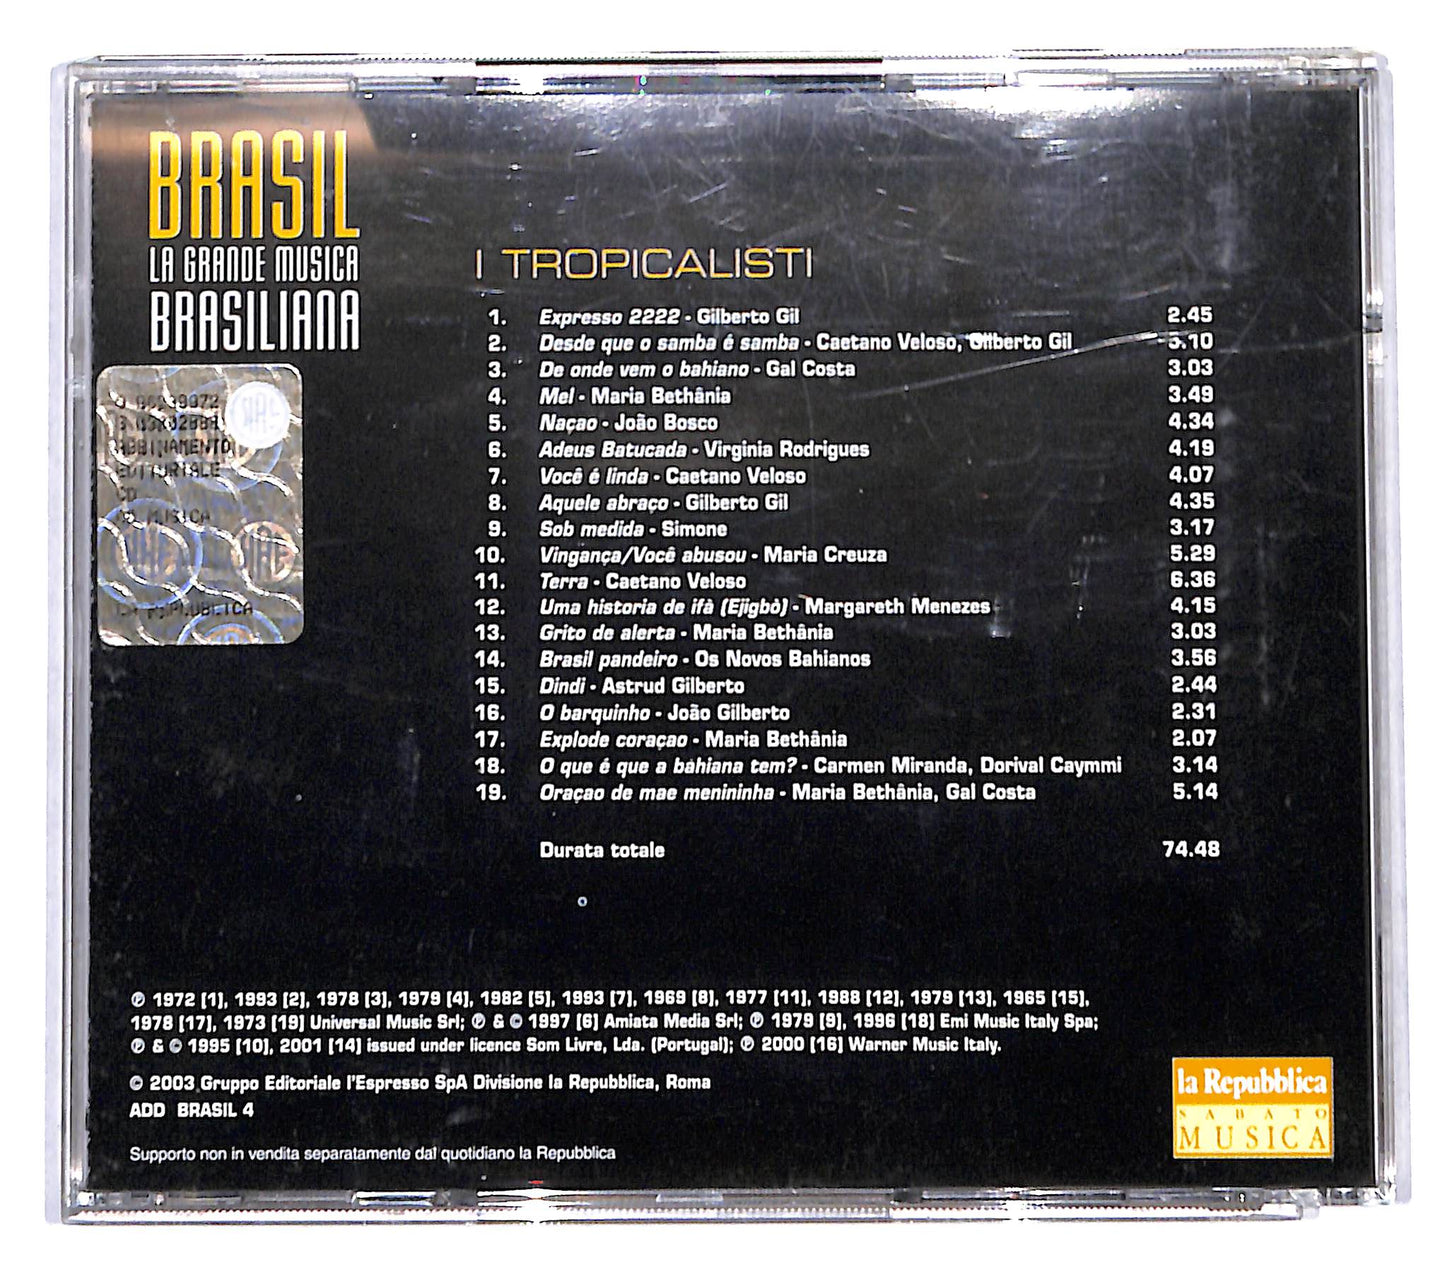 BRASIL
LA GRANDE MUSICA
BRASILIANA
I TROPICALISTI
1. Expresso 2222 - Gilberto Gil 2.45
2. Desde que o samba é samba - Caetano Veloso, Gilberto Gil 5.10
3. De onde vem o bahiano - Gal Costa 3.03
4. Mel - Maria Bethânia 3.49
5. Naçao - João Bosco 4.34
6. Adeus Batucada - Virginia Rodrigues 4.19
7. Você é linda - Caetano Veloso 4.07
8. Aquele abraço - Gilberto Gil 4.35
9. Sob medida - Simone 3.17
10. Vingança/Você abusou - Maria Creuza 5.29
11. Terra - Caetano Veloso 6.36
12. Uma historia de ifà (Ejigbò) - Margareth Menezes 4.15
13. Grito de alerta - Maria Bethânia 3.03
14. Brasil pandeiro - Os Novos Bahianos 3.56
15. Dindi - Astrud Gilberto 2.44
16. O barquinho - João Gilberto 2.31
17. Explode coraçao - Maria Bethânia 2.07
18. O que é que a bahiana tem? - Carmen Miranda, Dorival Caymmi 3.14
19. Oraçao de mae menininha - Maria Bethânia, Gal Costa 5.14
Durata totale 74.48
ABBINAMENTO
EDITORIALE
CD
MUSICA
LA REPUBBLICA
℗ 1972 [1], 1993 [2], 1978 [3], 1979 [4], 1982 [5], 1993 [7], 1969 [8], 1977 [11], 1988 [12], 1979 [13], 1965 [15],
1978 [17], 1973 [19] Universal Music Srl; ℗ & © 1997 [6] Amiata Media Srl; ℗ 1979 [9], 1996 [18] Emi Music Italy Spa;
℗ & © 1995 [10], 2001 [14] issued under licence Som Livre, Lda. (Portugal); ℗ 2000 [16] Warner Music Italy.
© 2003 Gruppo Editoriale l'Espresso SpA Divisione la Repubblica, Roma
ADD BRASIL 4
Supporto non in vendita separatamente dal quotidiano la Repubblica
la Repubblica
SABATO
MUSICA